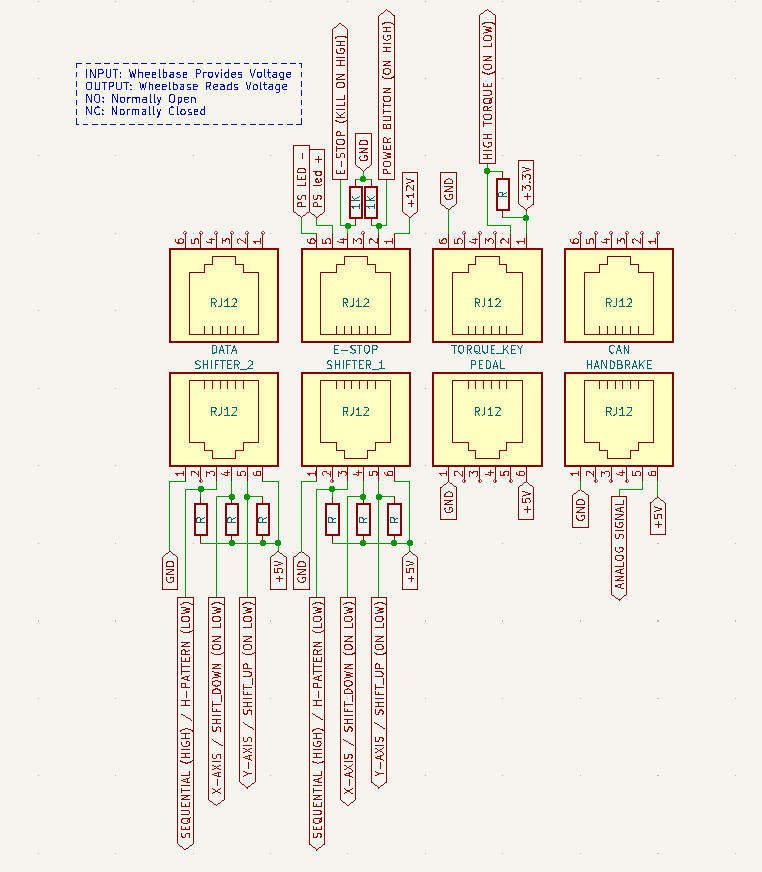 INPUT: Wheelbase Provides Voltage
OUTPUT: Wheelbase Reads Voltage
NO: Normally Open
NC: Normally Closed
PS LED -
PS led +
E-STOP (KILL ON HIGH)
GND
POWER BUTTON (ON HIGH)
+12V
1K
1K
GND
HIGH TORQUE (ON LOW)
R
+3.3V
6 5 4 3 2 1
6 5 4 3 2 1
6 5 4 3 2 1
6 5 4 3 2 1
RJ12
RJ12
RJ12
RJ12
DATA
E-STOP
TORQUE_KEY
CAN
SHIFTER_2
SHIFTER_1
PEDAL
HANDBRAKE
RJ12
RJ12
RJ12
RJ12
1 2 3 4 5 6
1 2 3 4 5 6
1 2 3 4 5 6
1 2 3 4 5 6
R
R
R
R
R
R
GND
+5V
GND
+5V
GND
+5V
GND
ANALOG SIGNAL
+5V
SEQUENTIAL (HIGH) / H-PATTERN (LOW)
X-AXIS / SHIFT_DOWN (ON LOW)
Y-AXIS / SHIFT_UP (ON LOW)
SEQUENTIAL (HIGH) / H-PATTERN (LOW)
X-AXIS / SHIFT_DOWN (ON LOW)
Y-AXIS / SHIFT_UP (ON LOW)